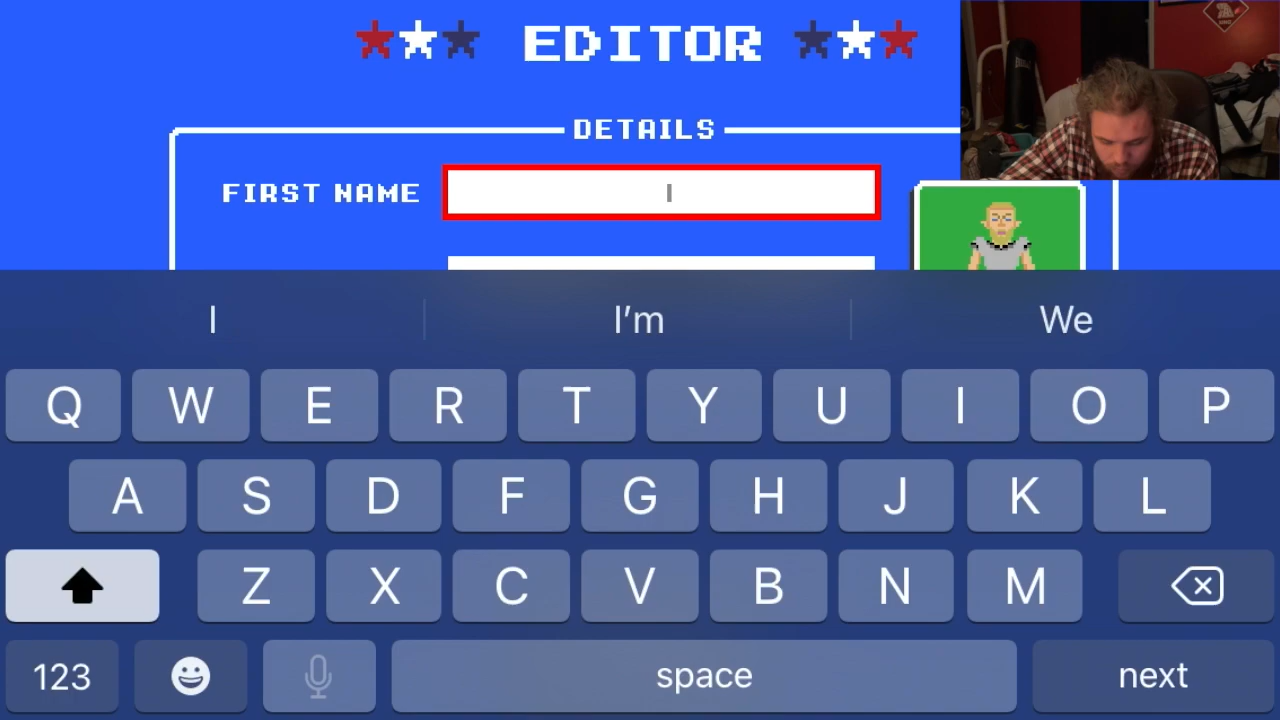 EDITOR
DETAILS
FIRST NAME
I I'm We
Q W E R T Y U I O P
A S D F G H J K L
Z X C V B N M
123 space next